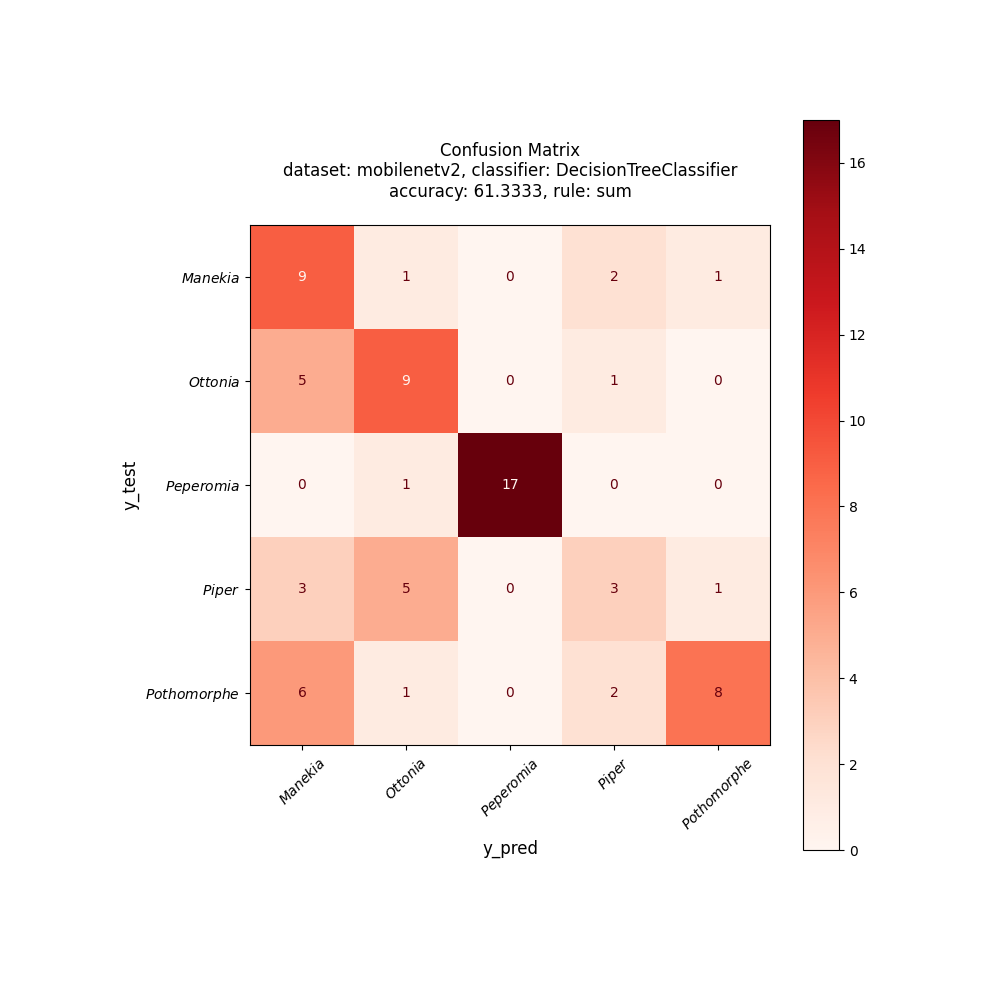 Confusion Matrix
dataset: mobilenetv2, classifier: DecisionTreeClassifier
accuracy: 61.3333, rule: sum
Manekia 9 1 0 2 1
Ottonia 5 9 0 1 0
Peperomia 0 1 17 0 0
Piper 3 5 0 3 1
Pothomorphe 6 1 0 2 8
Manekia Ottonia Peperomia Piper Pothomorphe
y_test
y_pred
16
14
12
10
8
6
4
2
0